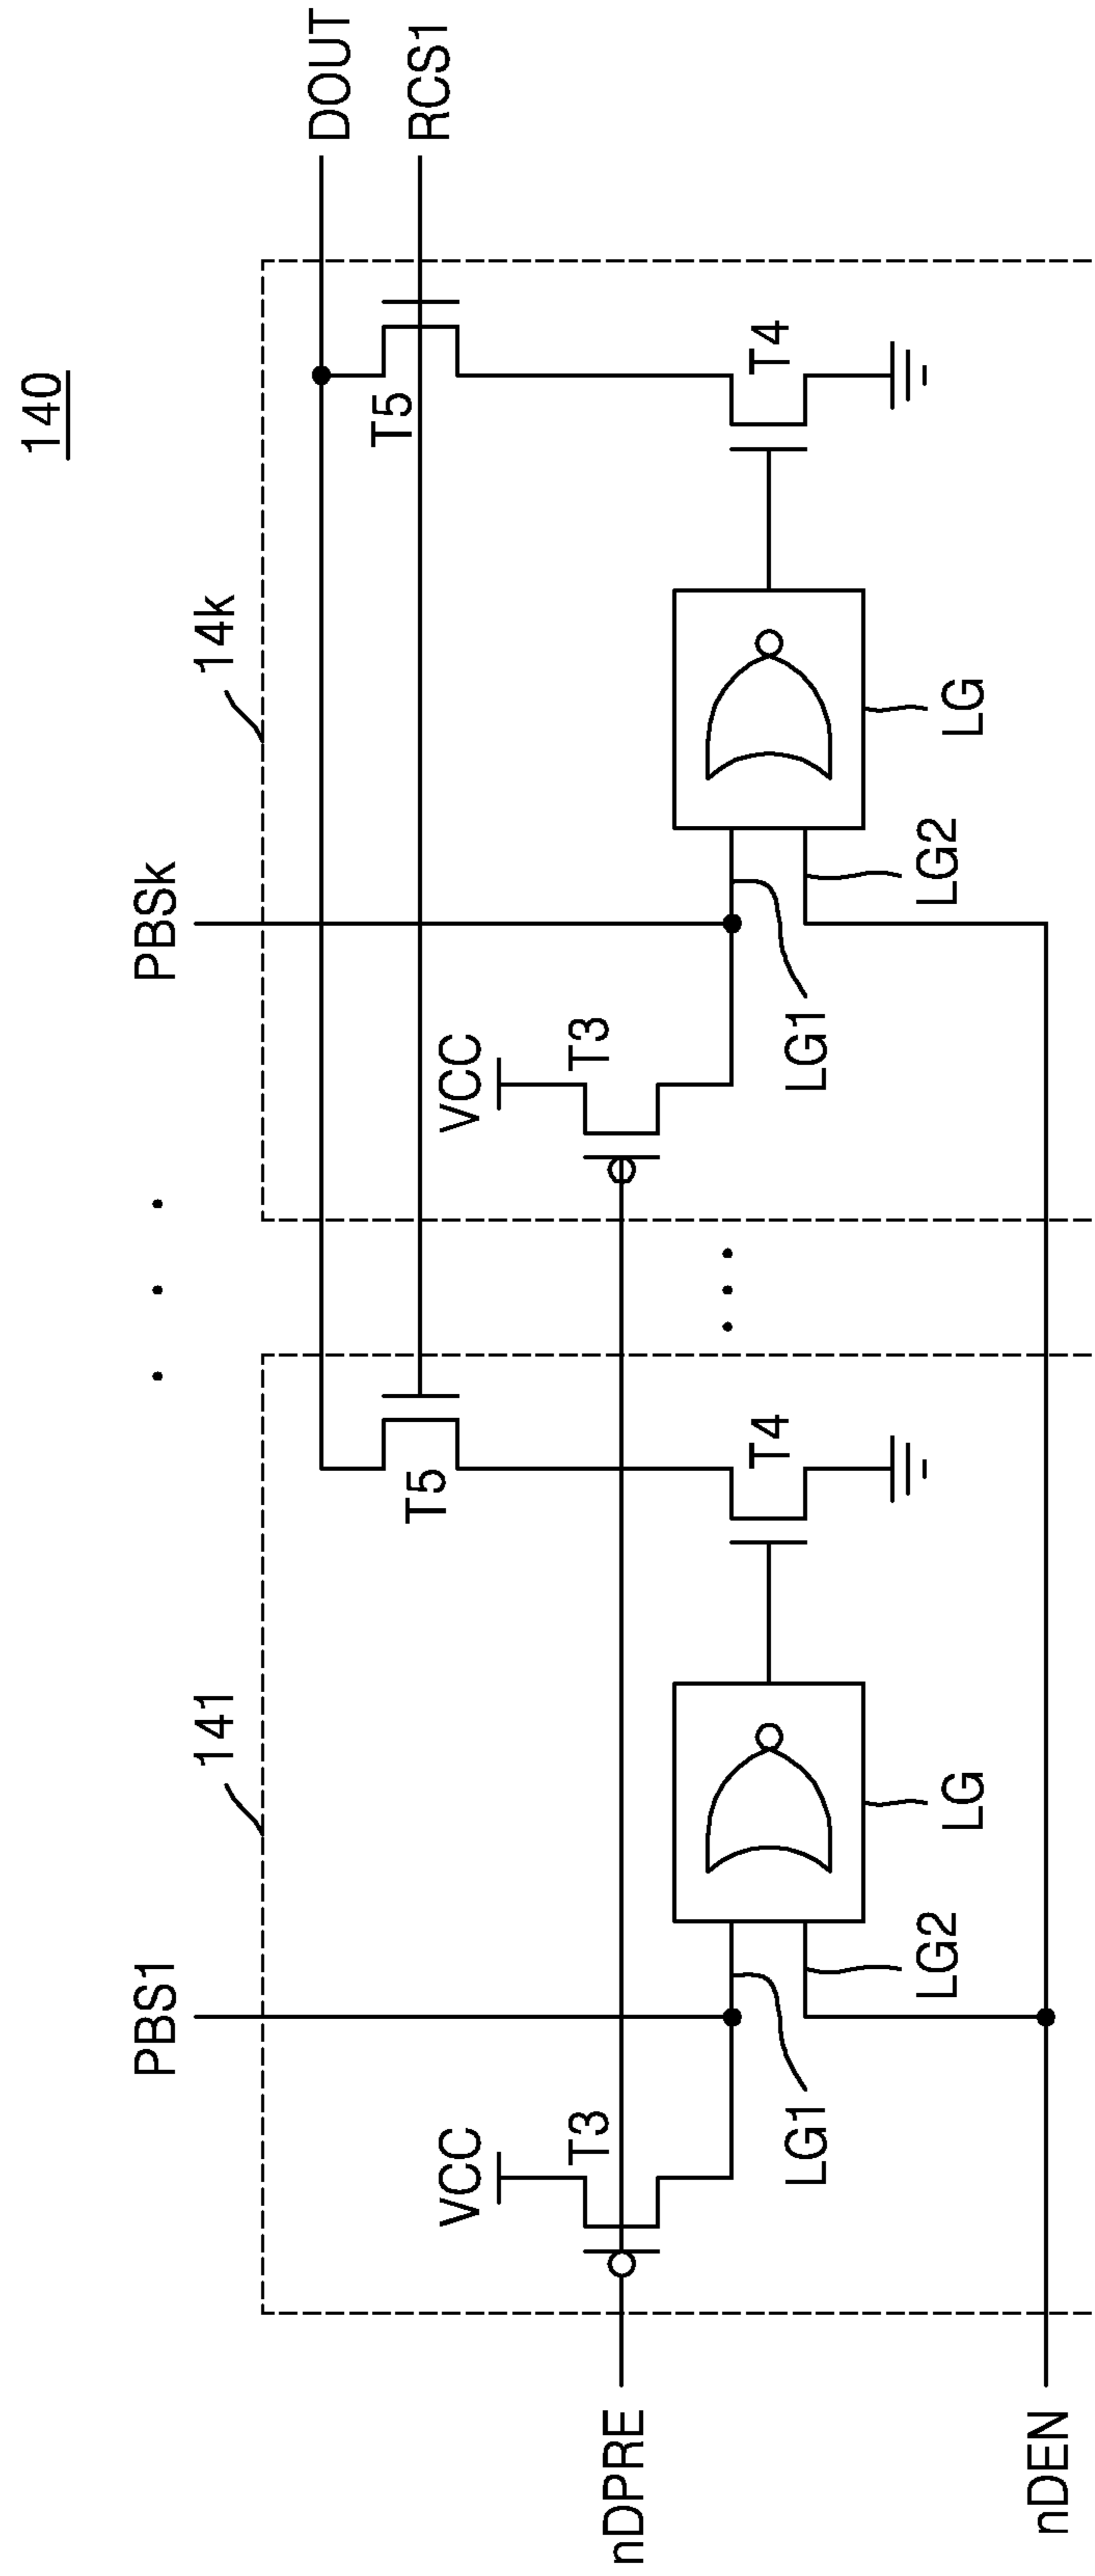 140
PBS1
PBSk
141
14k
DOUT
RCS1
VCC
T5
VCC
T5
nDPRE
T3
T3
T4
T4
LG1
LG1
LG2
LG
LG2
LG
nDEN